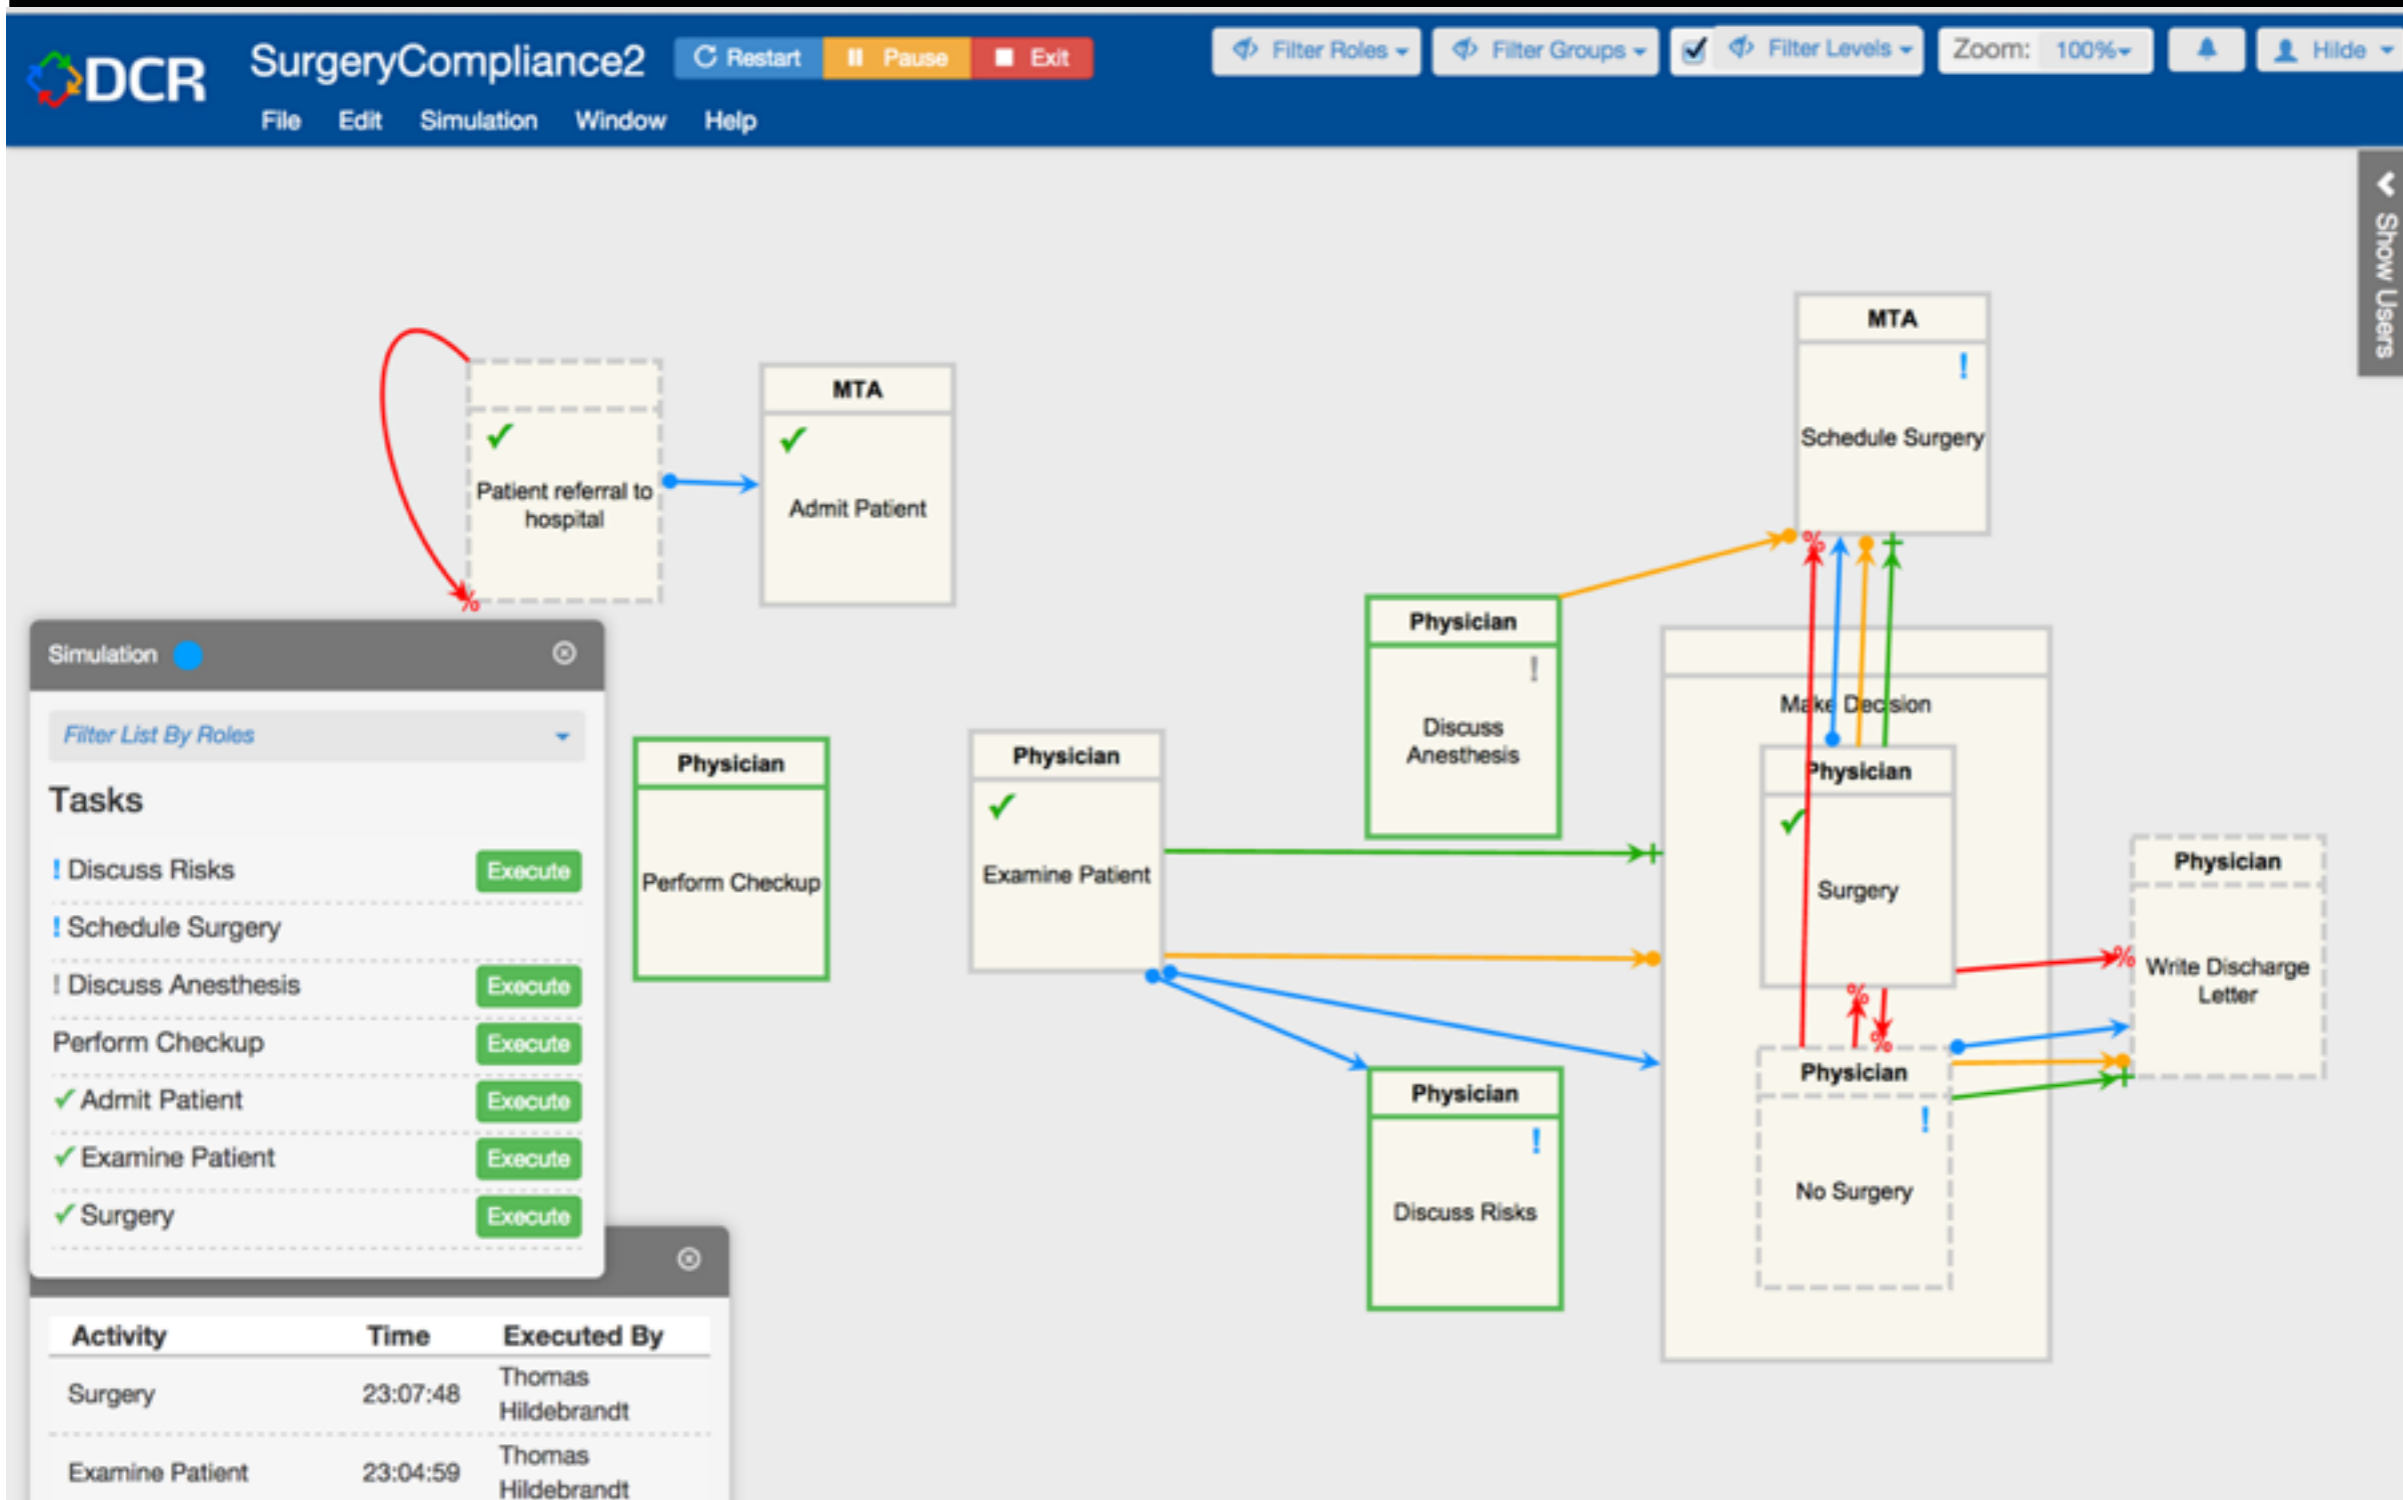 DCR
SurgeryCompliance2
Restart
Pause
Exit
Filter Roles
Filter Groups
Filter Levels
Zoom: 100%
Hilde
File Edit Simulation Window Help
Show Users
MTA
!
Schedule Surgery
Patient referral to
hospital
MTA
Admit Patient
%
%
Physician
!
Discuss
Anesthesis
Make Decision
Physician
Surgery
%
%
%
Physician
!
No Surgery
Physician
Write Discharge
Letter
Physician
Perform Checkup
Physician
Examine Patient
Physician
!
Discuss Risks
Simulation
Filter List By Roles
Tasks
! Discuss Risks Execute
! Schedule Surgery
! Discuss Anesthesis Execute
Perform Checkup Execute
✓ Admit Patient Execute
✓ Examine Patient Execute
✓ Surgery Execute
Activity Time Executed By
Surgery 23:07:48 Thomas
Hildebrandt
Examine Patient 23:04:59 Thomas
Hildebrandt